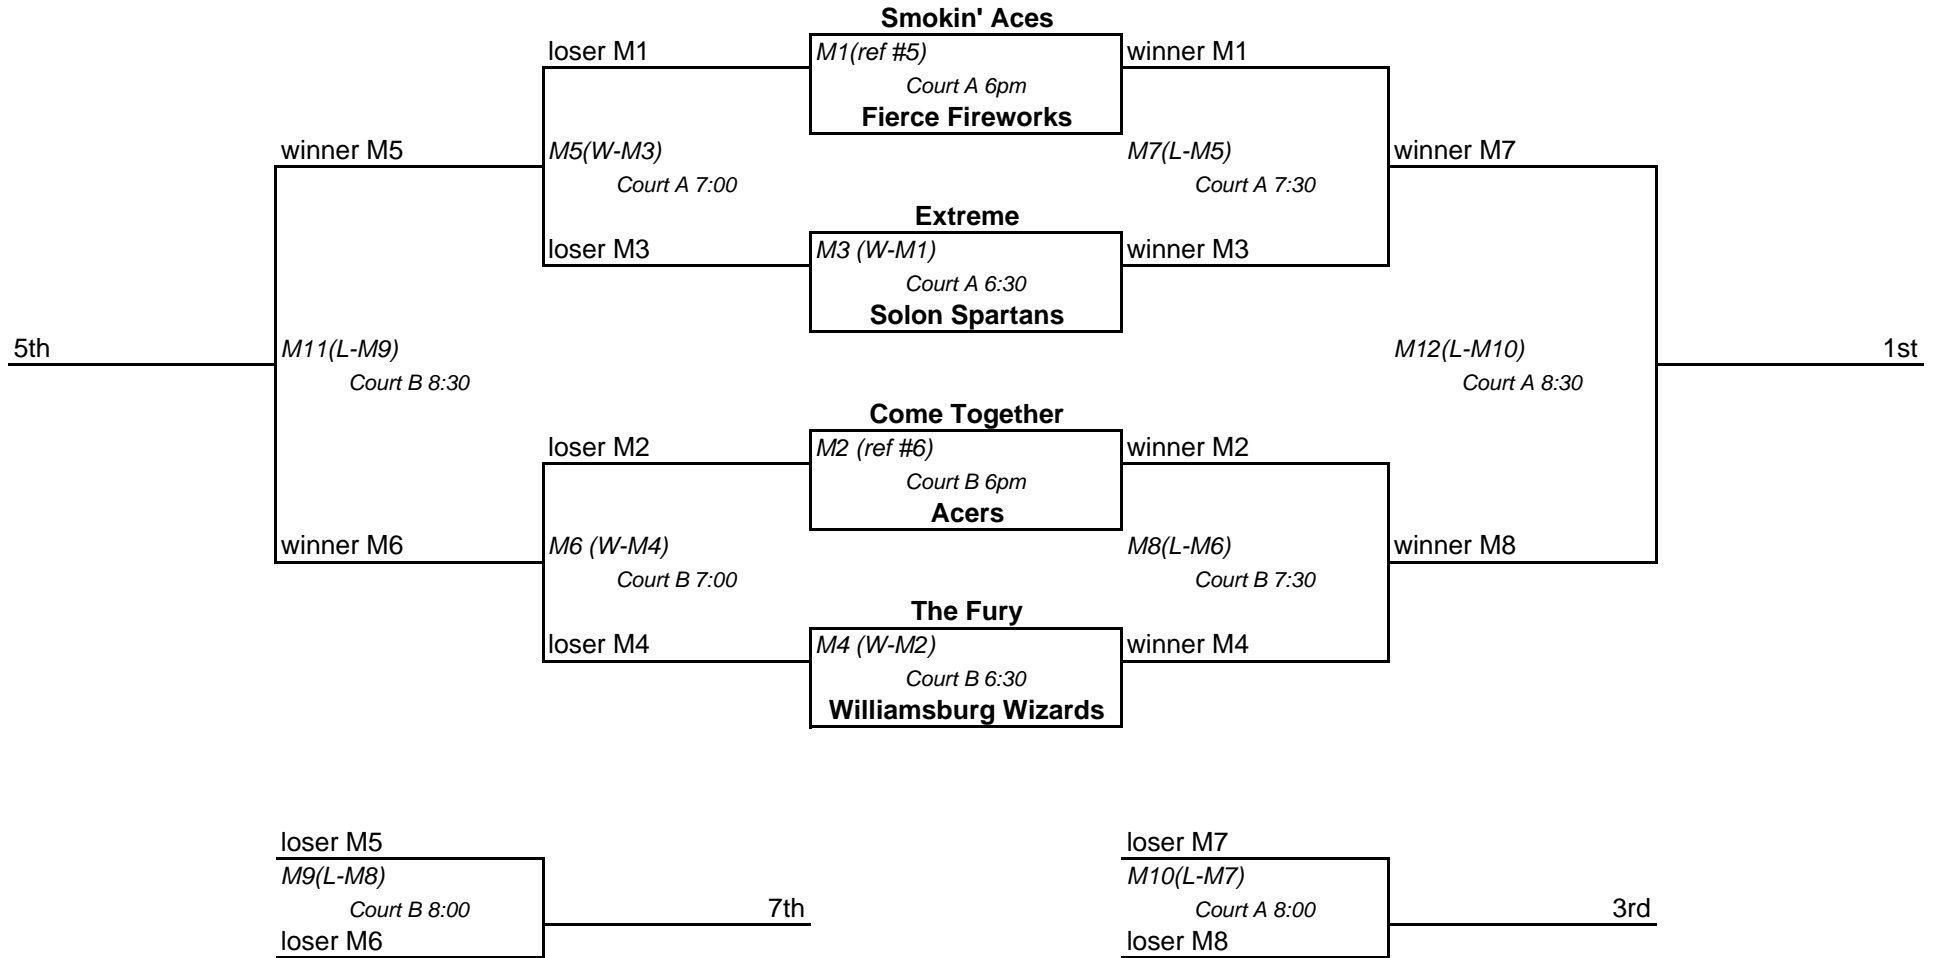 Smokin' Aces
loser M1
M1(ref #5)
winner M1
Court A 6pm
Fierce Fireworks
winner M5
M5(W-M3)
M7(L-M5)
winner M7
Court A 7:00
Court A 7:30
Extreme
loser M3
M3 (W-M1)
winner M3
Court A 6:30
Solon Spartans
5th
M11(L-M9)
M12(L-M10)
1st
Court B 8:30
Court A 8:30
Come Together
loser M2
M2 (ref #6)
winner M2
Court B 6pm
Acers
winner M6
M6 (W-M4)
M8(L-M6)
winner M8
Court B 7:00
Court B 7:30
The Fury
loser M4
M4 (W-M2)
winner M4
Court B 6:30
Williamsburg Wizards
loser M5
loser M7
M9(L-M8)
M10(L-M7)
Court B 8:00
7th
Court A 8:00
3rd
loser M6
loser M8